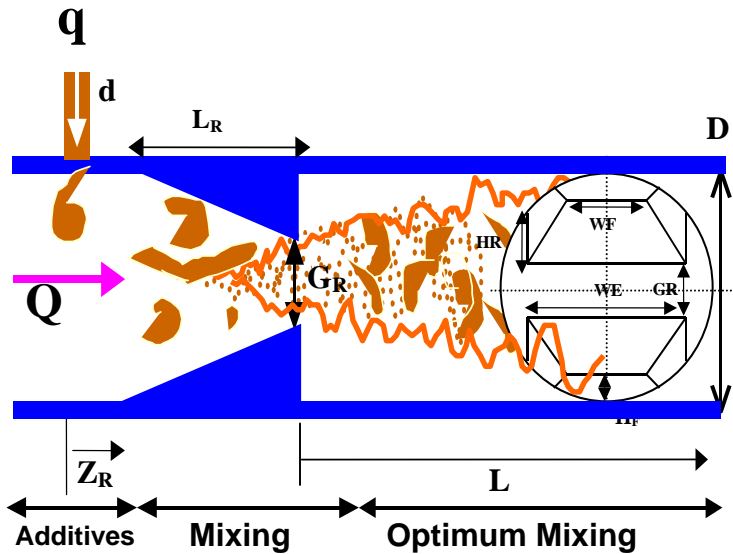 q
d
L_R
D
WF
HR
G_R
WE
GR
Q
H_F
Z_R
L
Additives
Mixing
Optimum Mixing